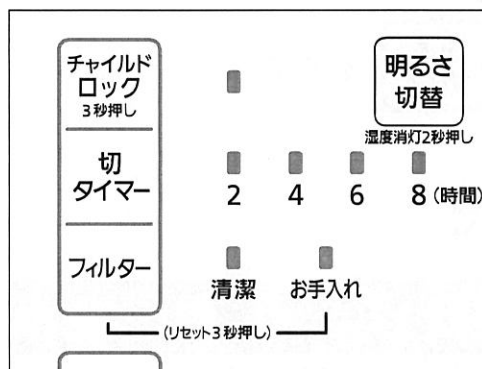 チャイルド
ロック
3秒押し
明るさ
切替
湿度消灯2秒押し
切
タイマー
2 4 6 8(時間)
フィルター
清潔 お手入れ
(リセット3秒押し)